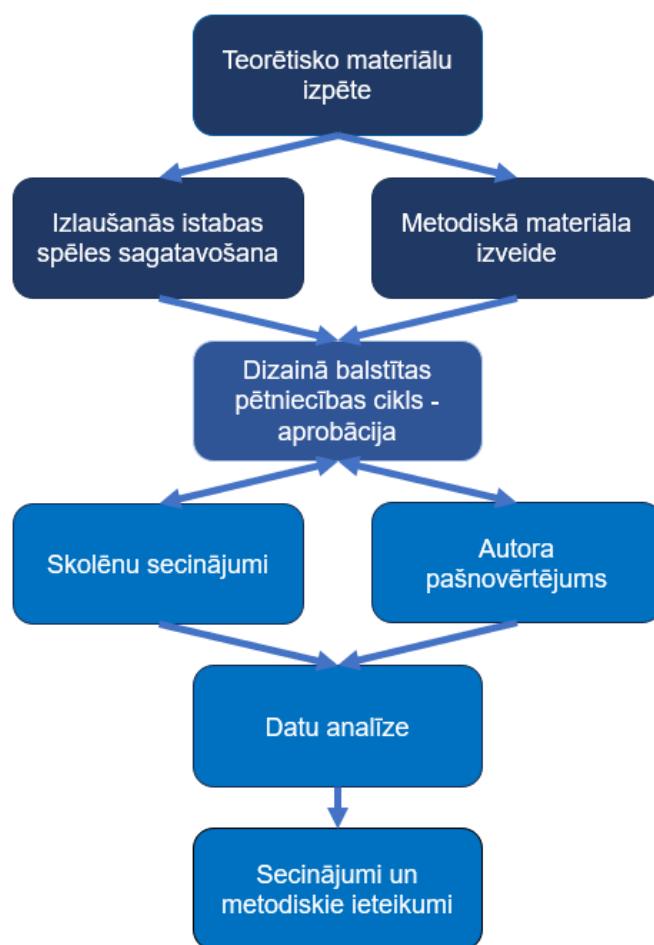 Teorētisko materiālu
izpēte
Izlaušanās istabas
spēles sagatavošana
Metodiskā materiāla
izveide
Dizainā balstītas
pētniecības cikls -
aprobācija
Skolēnu secinājumi
Autora
pašnovērtējums
Datu analīze
Secinājumi un
metodiskie ieteikumi